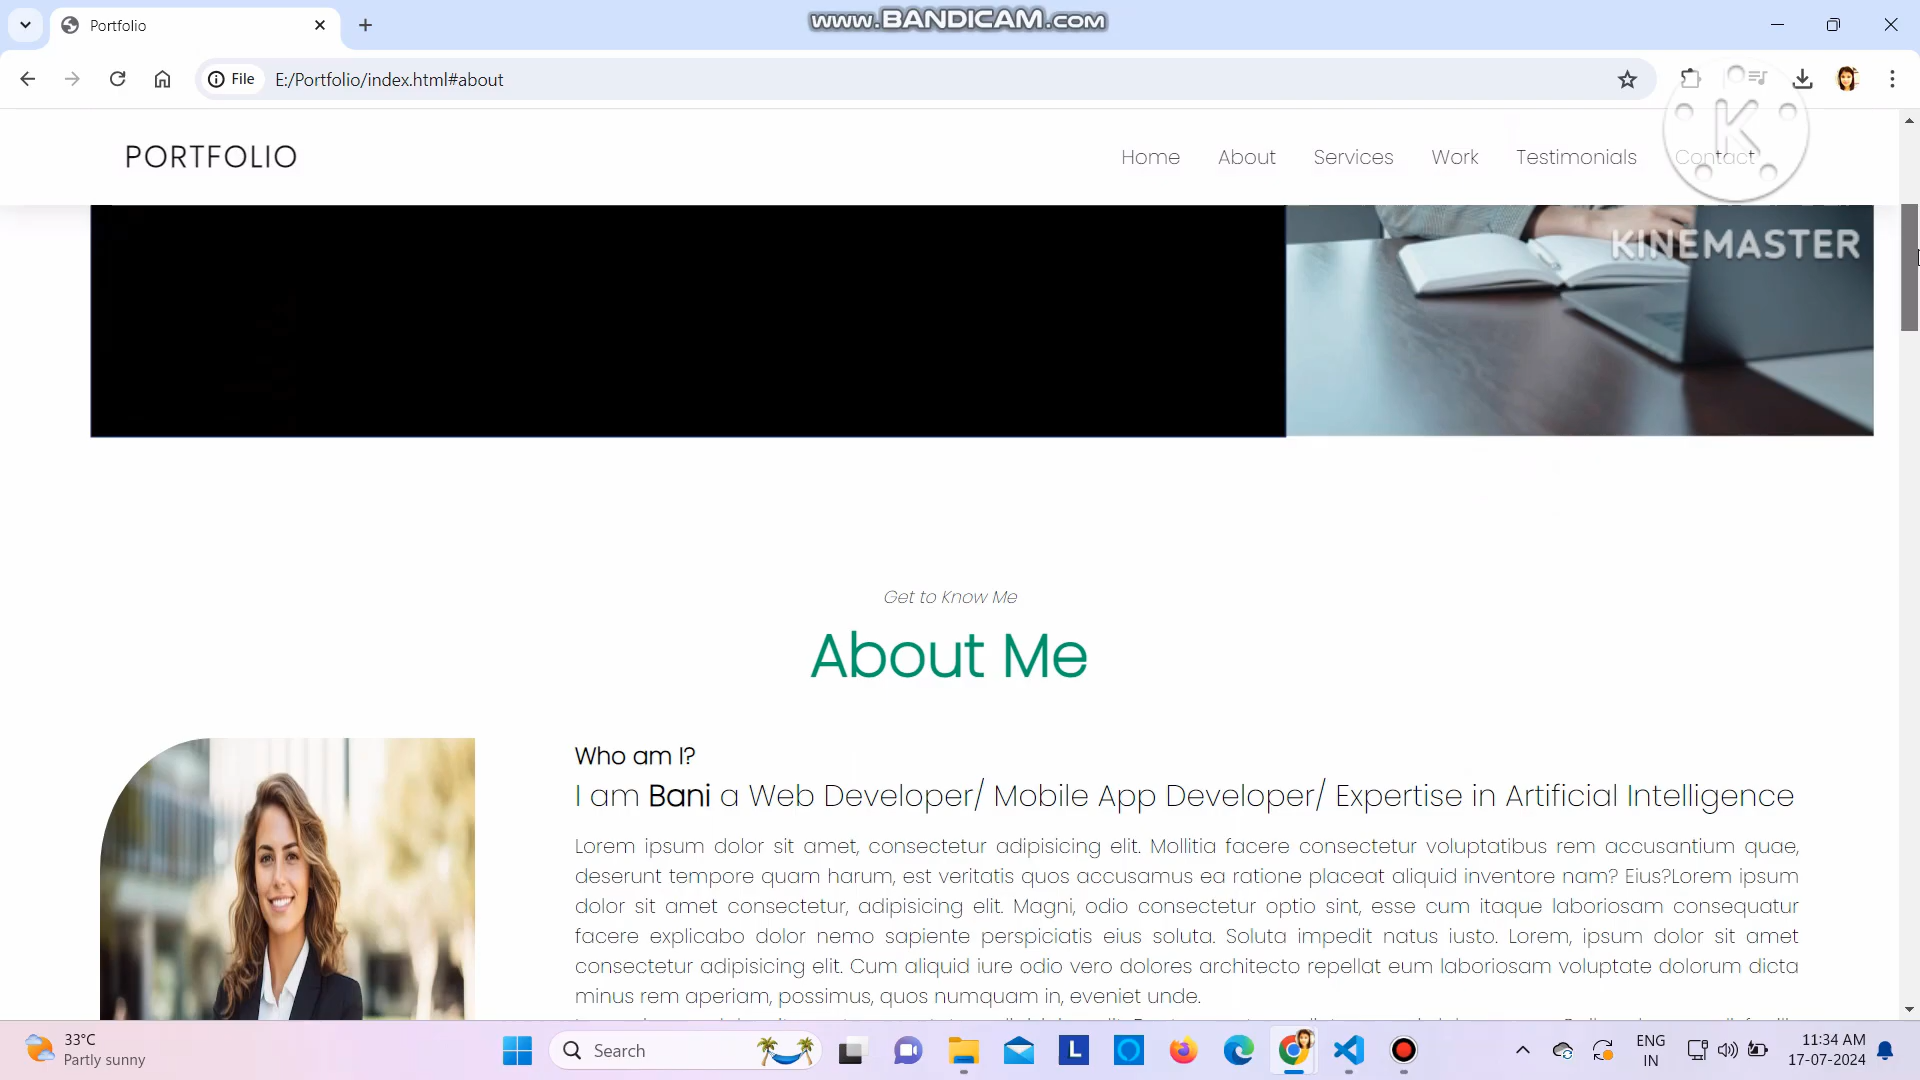 Portfolio
www.BANDICAM.com
File
E:/Portfolio/index.html#about
PORTFOLIO
Home
About
Services
Work
Testimonials
Contact
K
KINEMASTER
Get to Know Me
About Me
Who am I?
I am Bani a Web Developer/ Mobile App Developer/ Expertise in Artificial Intelligence
Lorem ipsum dolor sit amet, consectetur adipisicing elit. Mollitia facere consectetur voluptatibus rem accusantium quae,
deserunt tempore quam harum, est veritatis quos accusamus ea ratione placeat aliquid inventore nam? Eius?Lorem ipsum
dolor sit amet consectetur, adipisicing elit. Magni, odio consectetur optio sint, esse cum itaque laboriosam consequatur
facere explicabo dolor nemo sapiente perspiciatis eius soluta. Soluta impedit natus iusto. Lorem, ipsum dolor sit amet
consectetur adipisicing elit. Cum aliquid iure odio vero dolores architecto repellat eum laboriosam voluptate dolorum dicta
minus rem aperiam, possimus, quos numquam in, eveniet unde.
33°C
Partly sunny
Search
L
ENG
IN
11:34 AM
17-07-2024